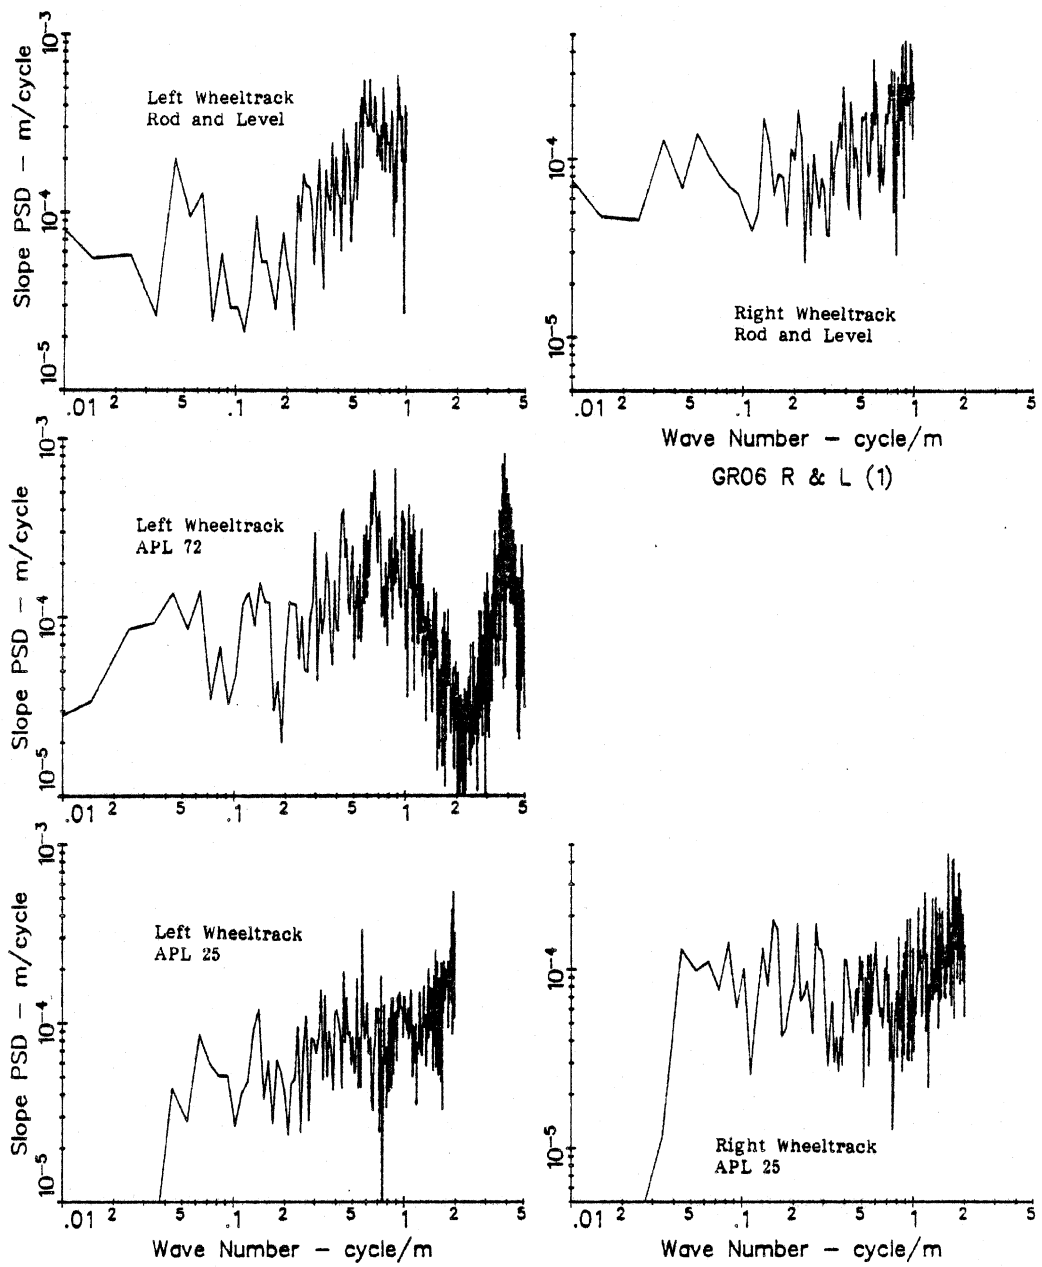 Slope PSD – m/cycle
10⁻³
10⁻⁴
10⁻⁵
Left Wheeltrack
Rod and Level
.01 2 5 .1 2 5 1 2 5
10⁻⁴
10⁻⁵
Right Wheeltrack
Rod and Level
.01 2 5 .1 2 5 1 2 5
Wave Number – cycle/m
GR06 R & L (1)
Slope PSD – m/cycle
10⁻³
10⁻⁴
10⁻⁵
Left Wheeltrack
APL 72
.01 2 5 .1 2 5 1 2 5
Slope PSD – m/cycle
10⁻³
10⁻⁴
10⁻⁵
Left Wheeltrack
APL 25
.01 2 5 .1 2 5 1 2 5
Wave Number – cycle/m
10⁻⁴
10⁻⁵
Right Wheeltrack
APL 25
.01 2 5 .1 2 5 1 2 5
Wave Number – cycle/m